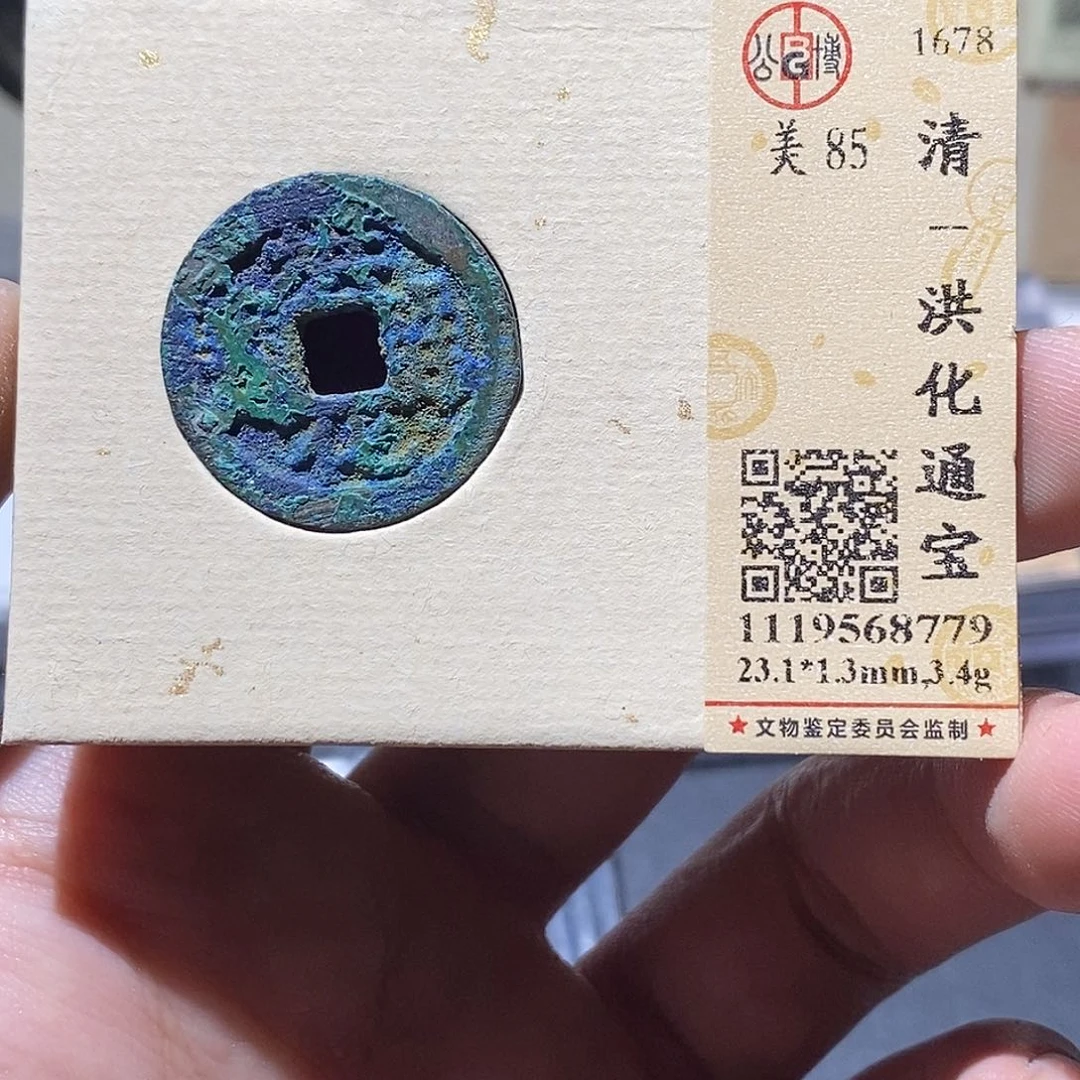 公博
1678
美 85
清一洪化通宝
1119568779
23.1*1.3mm,3.4g
★文物鉴定委员会监制★